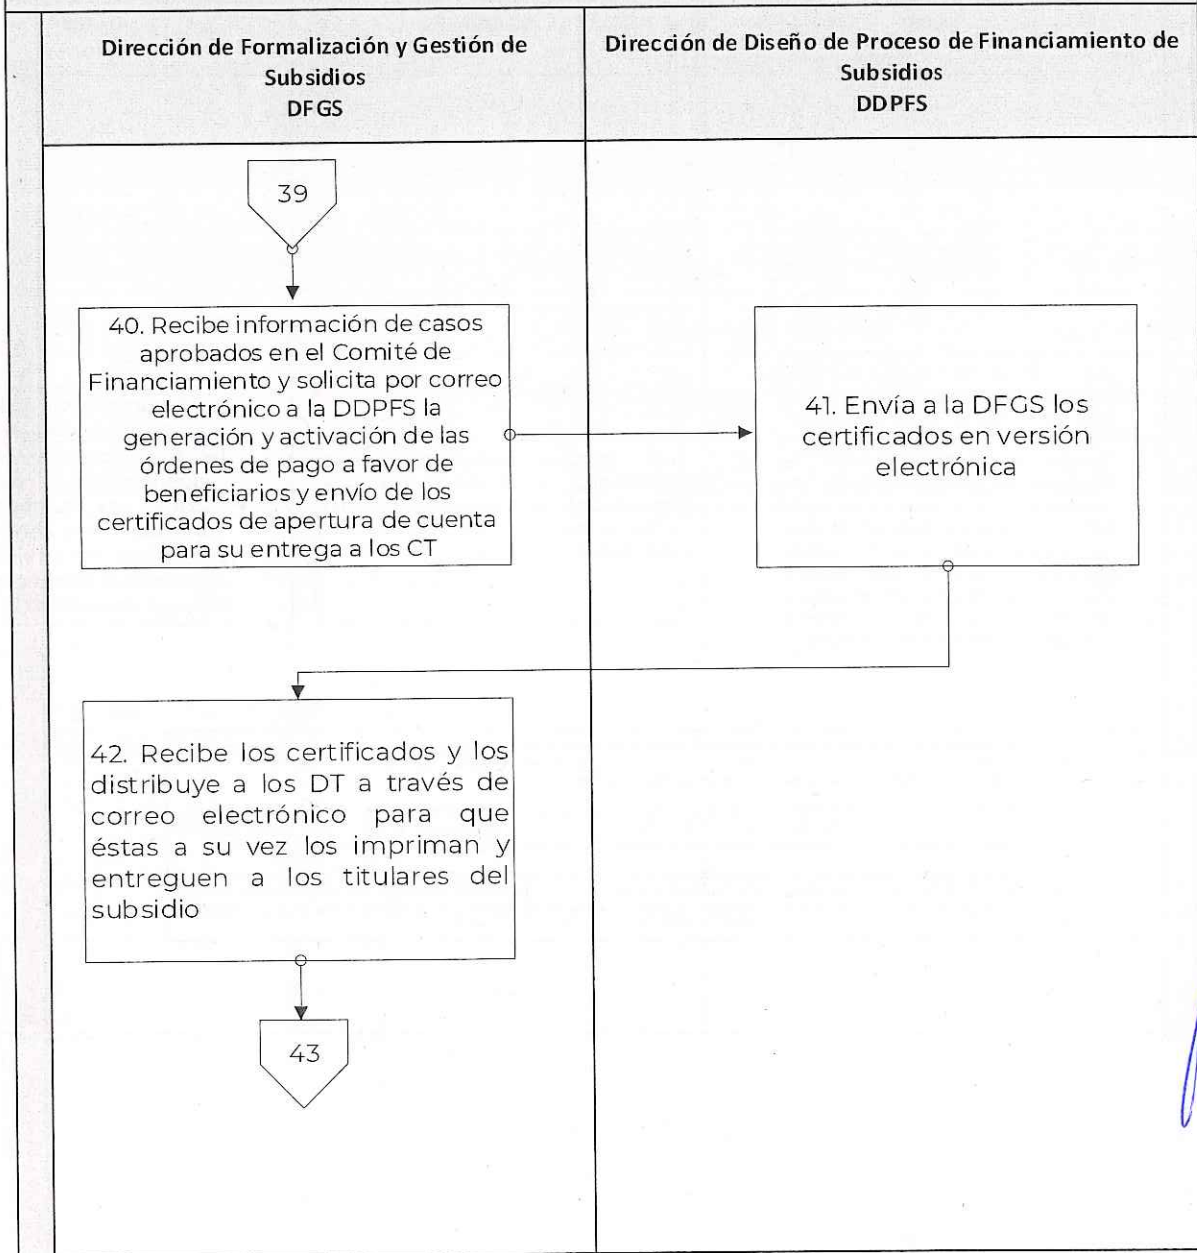 Dirección de Formalización y Gestión de
Subsidios
DFGS
Dirección de Diseño de Proceso de Financiamiento de
Subsidios
DDPFS
39
40. Recibe información de casos
aprobados en el Comité de
Financiamiento y solicita por correo
electrónico a la DDPFS la
generación y activación de las
órdenes de pago a favor de
beneficiarios y envío de los
certificados de apertura de cuenta
para su entrega a los CT
41. Envía a la DFGS los
certificados en versión
electrónica
42. Recibe los certificados y los
distribuye a los DT a través de
correo electrónico para que
éstas a su vez los impriman y
entreguen a los titulares del
subsidio
43